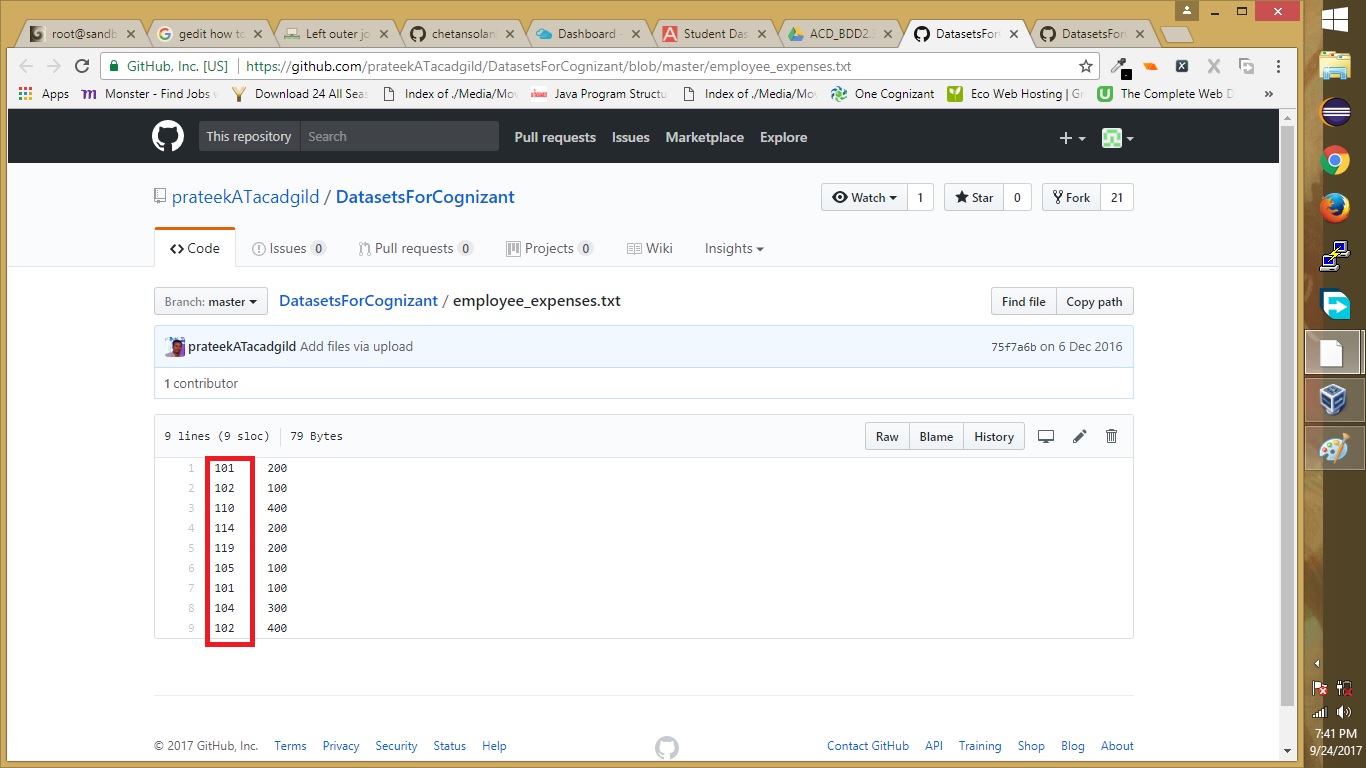 root@sandb
gedit how to
Left outer jo
chetansolan
Dashboard -
Student Das
ACD_BDD2.
DatasetsFor
DatasetsFor
GitHub, Inc. [US]
https://github.com/prateekATacadgild/DatasetsForCognizant/blob/master/employee_expenses.txt
Apps
Monster - Find Jobs
Download 24 All Seas
Index of ./Media/Mov
Java Program Structu
Index of ./Media/Mov
One Cognizant
Eco Web Hosting | Gr
The Complete Web D
»
This repository
Search
Pull requests
Issues
Marketplace
Explore
prateekATacadgild / DatasetsForCognizant
Watch
1
Star
0
Fork
21
Code
Issues 0
Pull requests 0
Projects 0
Wiki
Insights
Branch: master
DatasetsForCognizant / employee_expenses.txt
Find file
Copy path
prateekATacadgild Add files via upload
75f7a6b on 6 Dec 2016
1 contributor
9 lines (9 sloc)
79 Bytes
Raw
Blame
History
1 101 200
2 102 100
3 110 400
4 114 200
5 119 200
6 105 100
7 101 100
8 104 300
9 102 400
© 2017 GitHub, Inc.
Terms
Privacy
Security
Status
Help
Contact GitHub
API
Training
Shop
Blog
About
7:41 PM
9/24/2017